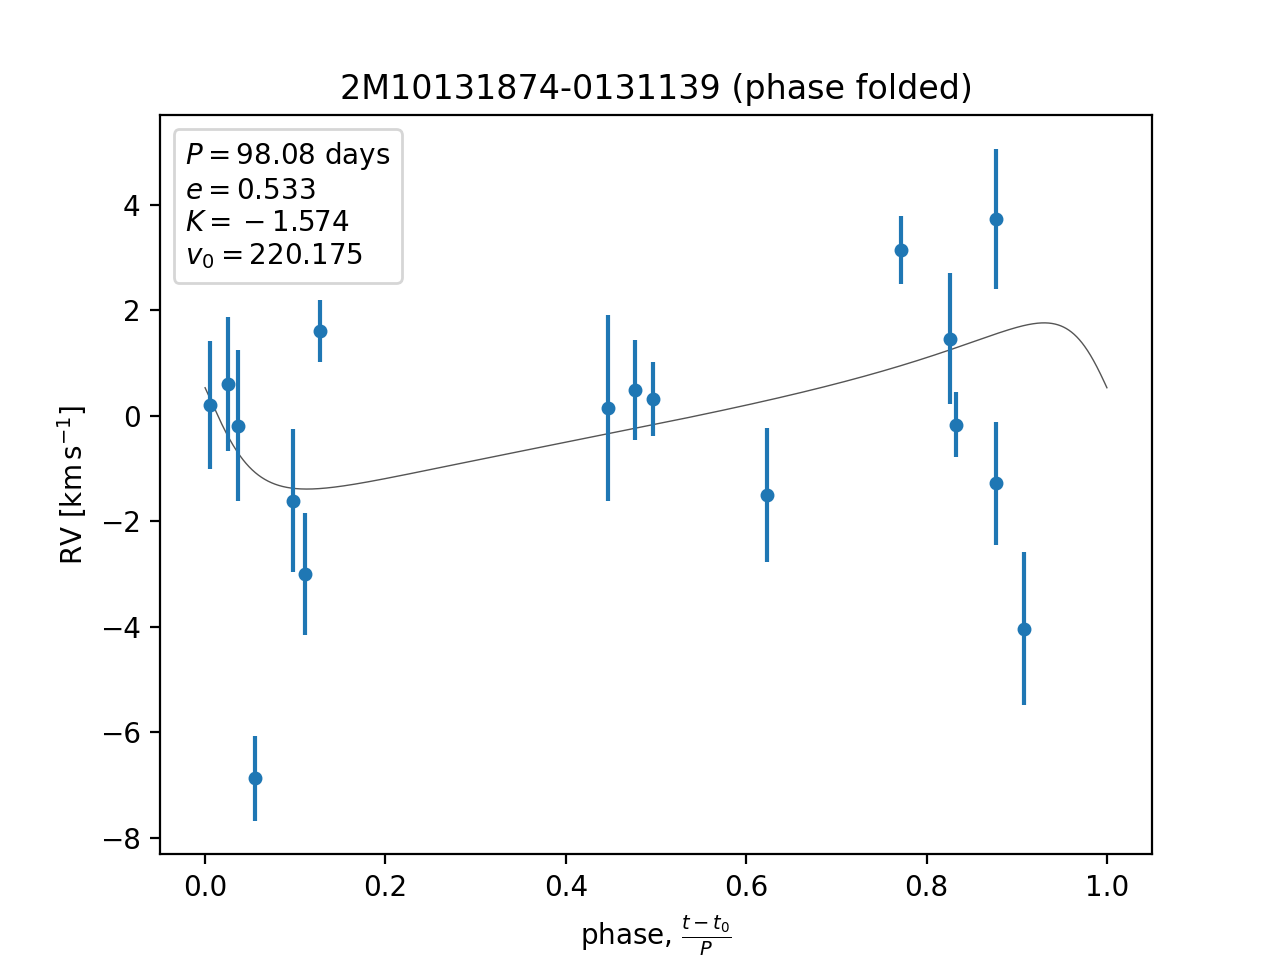 2M10131874-0131139 (phase folded)
P = 98.08 days
e = 0.533
K = −1.574
v₀ = 220.175
4
2
0
−2
−4
−6
−8
RV [km s⁻¹]
0.0 0.2 0.4 0.6 0.8 1.0
phase, (t − t₀)/P